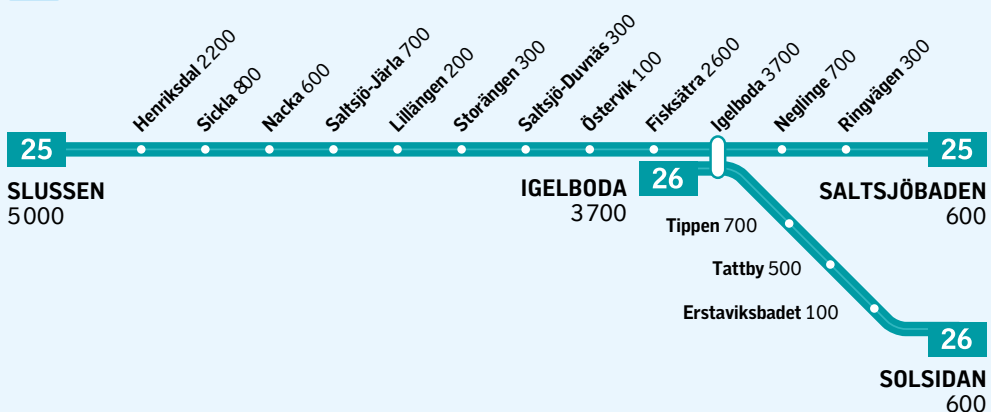 Henriksdal 2200
Sickla 800
Nacka 600
Saltsjö-Järla 700
Lillängen 200
Storängen 300
Saltsjö-Duvnäs 300
Östervik 100
Fisksätra 2600
Igelboda 3700
Neglinge 700
Ringvägen 300
25
25
SLUSSEN
5000
IGELBODA
3700
26
SALTSJÖBADEN
600
Tippen 700
Tattby 500
Erstaviksbadet 100
26
SOLSIDAN
600